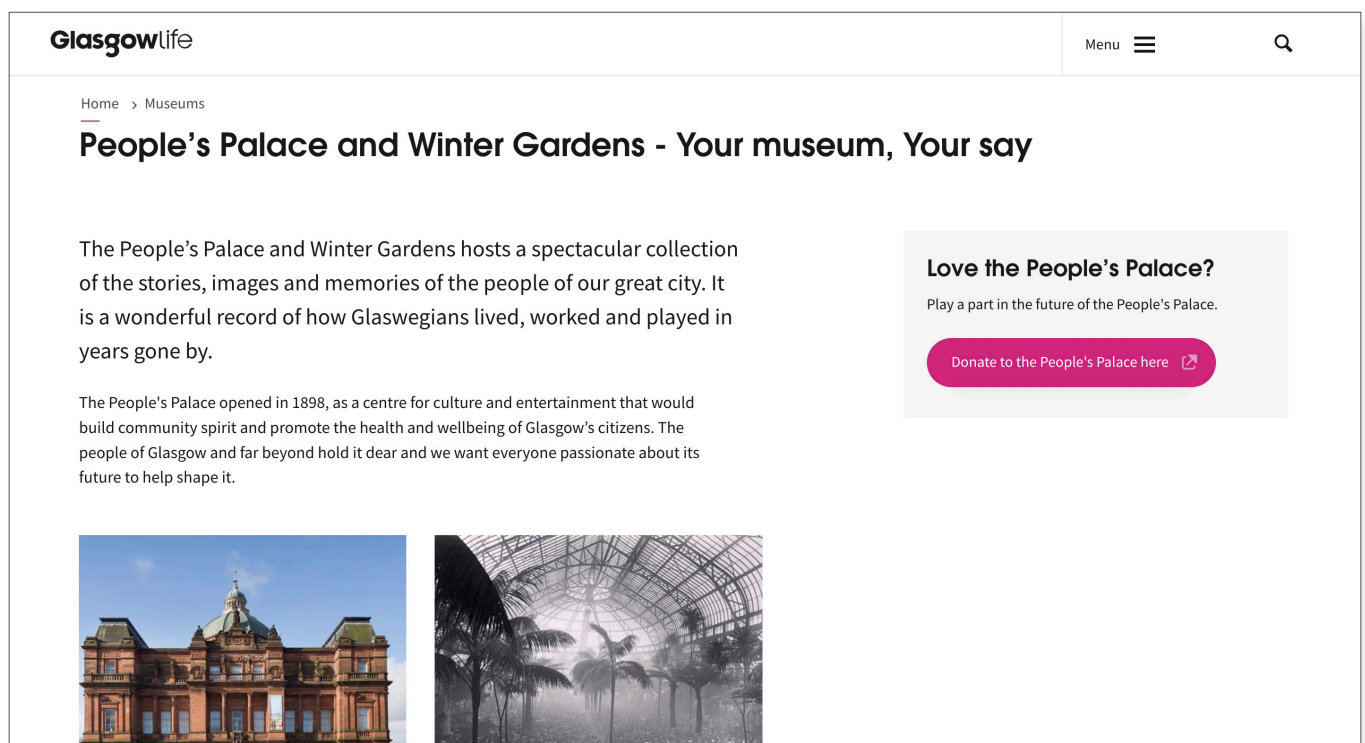 Glasgowlife
Menu
Home > Museums
People’s Palace and Winter Gardens - Your museum, Your say
The People’s Palace and Winter Gardens hosts a spectacular collection
of the stories, images and memories of the people of our great city. It
is a wonderful record of how Glaswegians lived, worked and played in
years gone by.
The People's Palace opened in 1898, as a centre for culture and entertainment that would
build community spirit and promote the health and wellbeing of Glasgow’s citizens. The
people of Glasgow and far beyond hold it dear and we want everyone passionate about its
future to help shape it.
Love the People’s Palace?
Play a part in the future of the People's Palace.
Donate to the People's Palace here